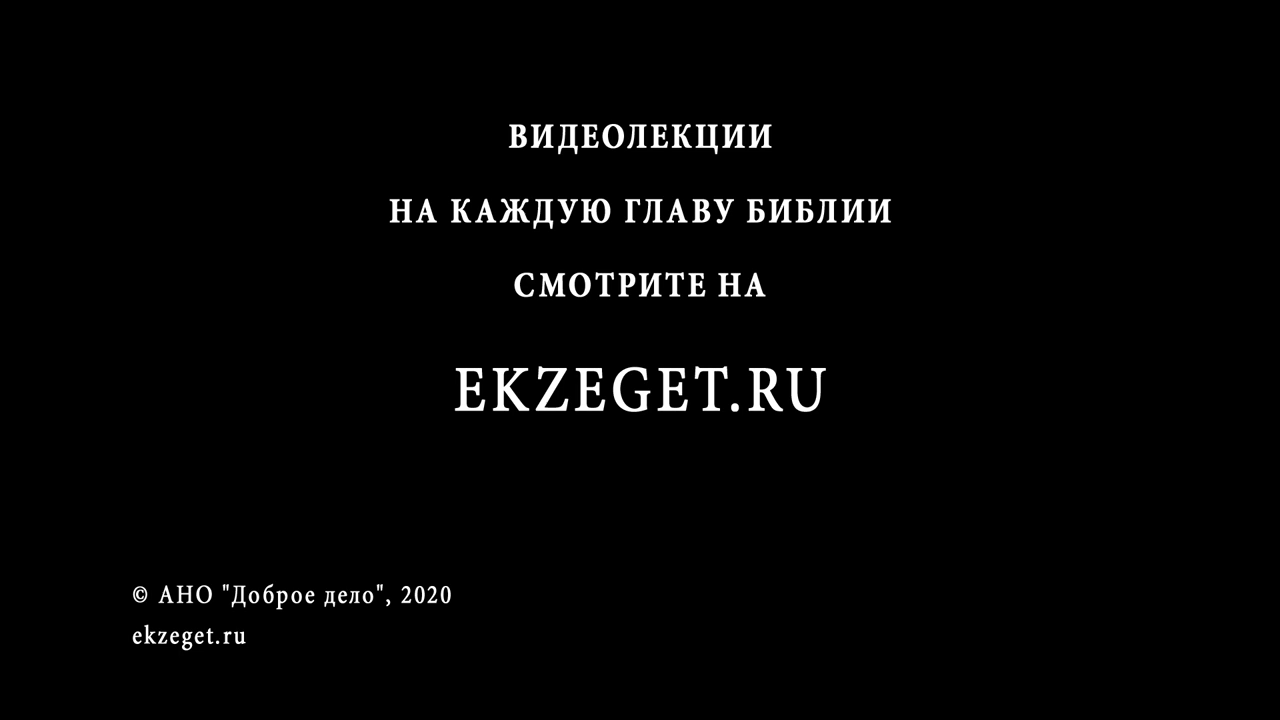 ВИДЕОЛЕКЦИИ
НА КАЖДУЮ ГЛАВУ БИБЛИИ
СМОТРИТЕ НА
EKZEGET.RU
© АНО "Доброе дело", 2020
ekzeget.ru